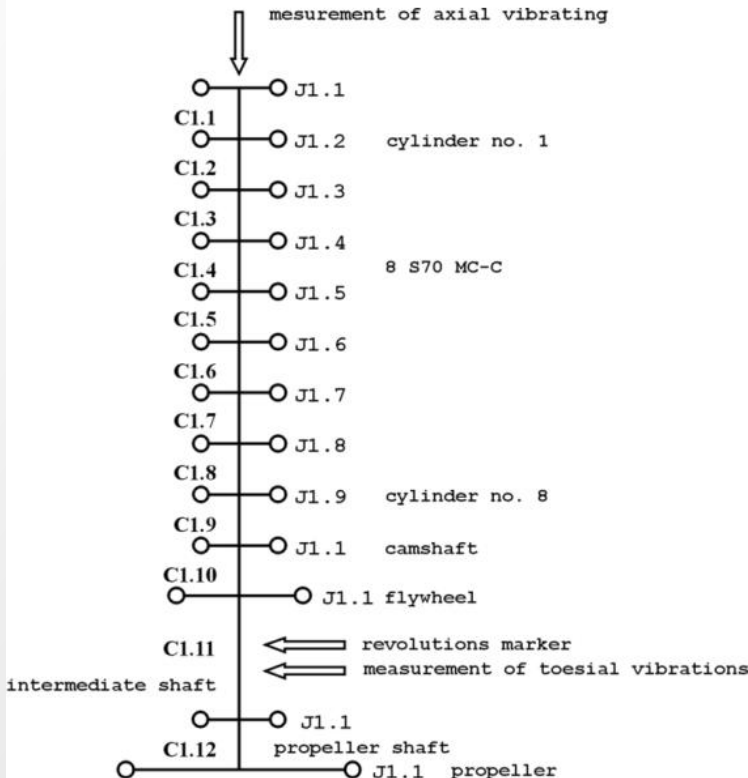 mesurement of axial vibrating
J1.1
C1.1
J1.2 cylinder no. 1
C1.2
J1.3
C1.3
J1.4
8 S70 MC-C
C1.4
J1.5
C1.5
J1.6
C1.6
J1.7
C1.7
J1.8
C1.8
J1.9 cylinder no. 8
C1.9
J1.1 camshaft
C1.10
J1.1 flywheel
C1.11 revolutions marker
measurement of toesial vibrations
intermediate shaft
J1.1
C1.12 propeller shaft
J1.1 propeller